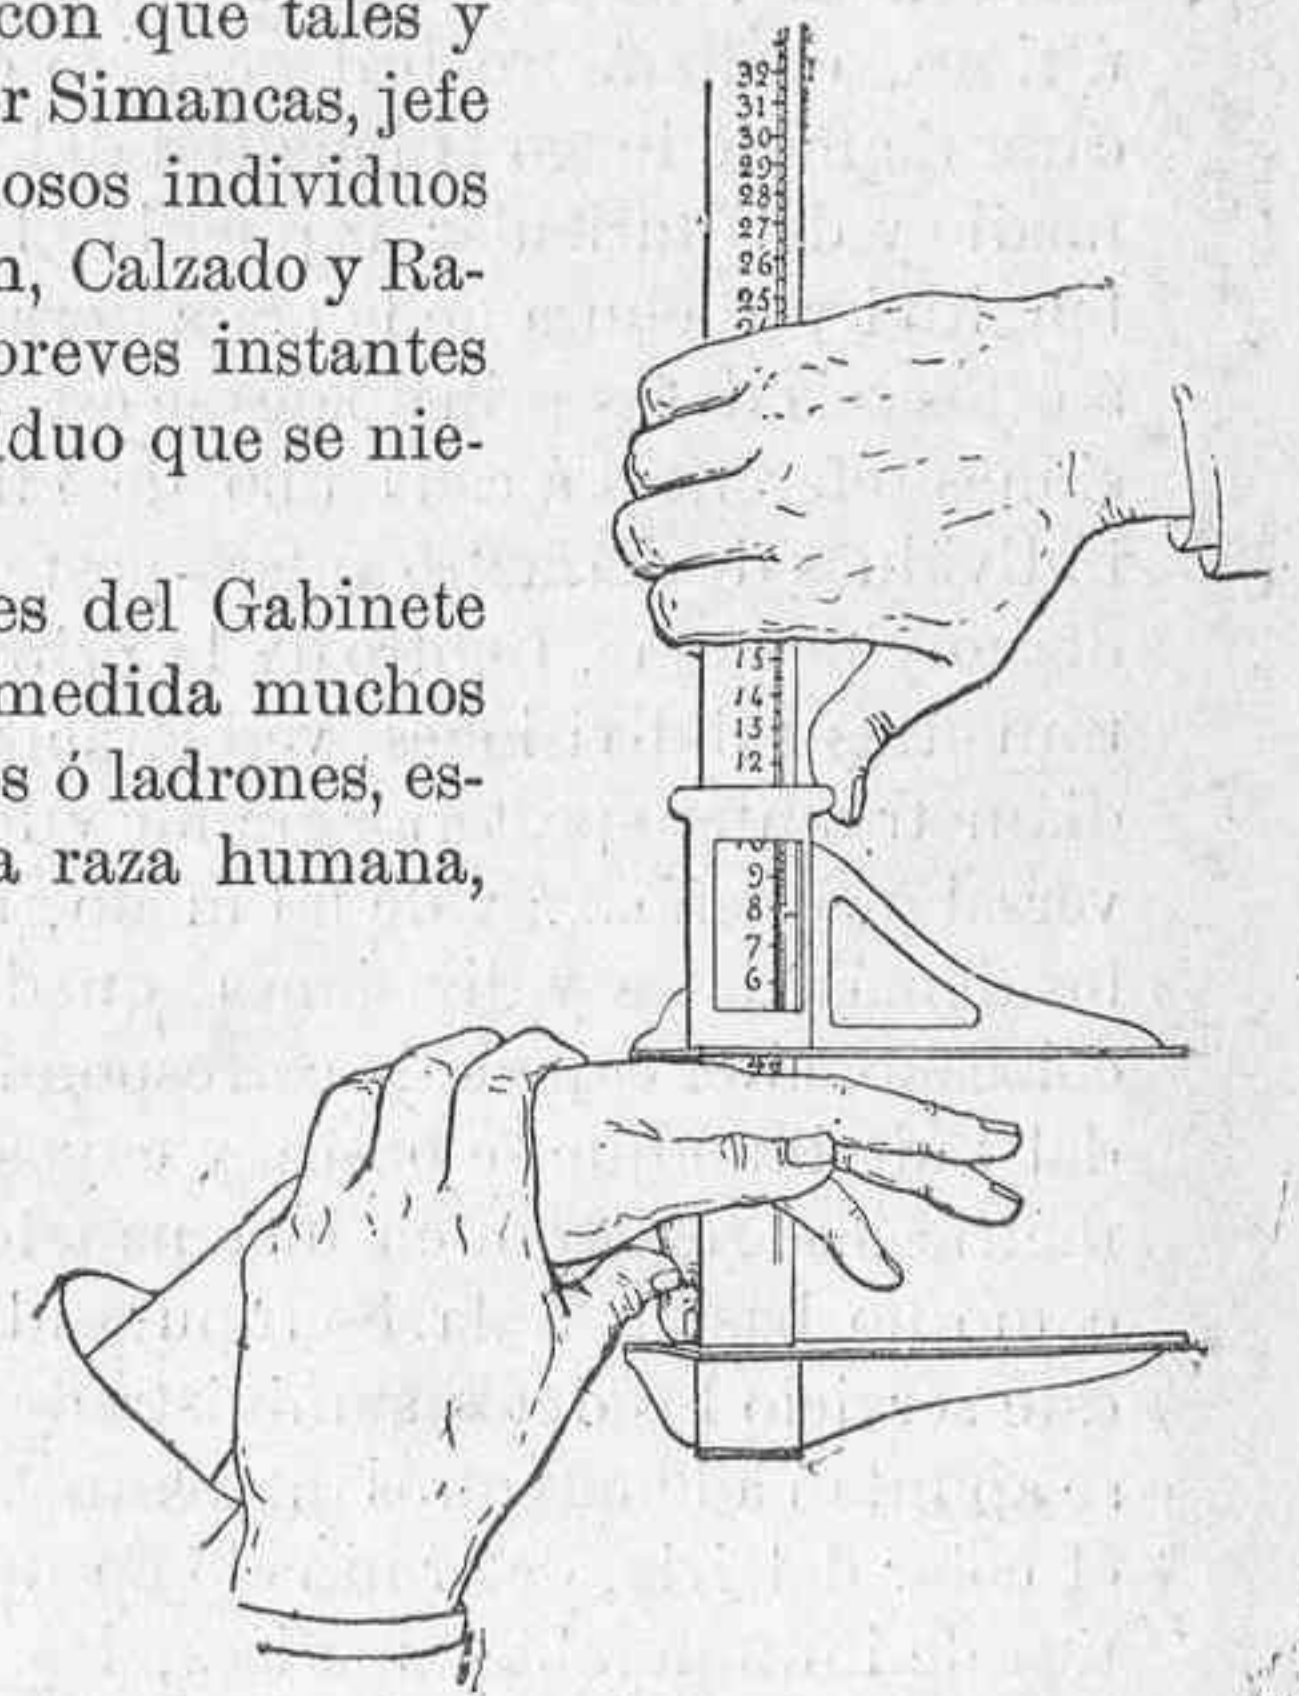 con que tales y
r Simancas, jefe
osos individuos
n, Calzado y Ra-
breves instantes
duo que se nie-
es del Gabinete
medida muchos
s ó ladrones, es-
a raza humana,
32
31
30
29
28
27
26
25
24
15
14
13
12
10
9
8
7
6